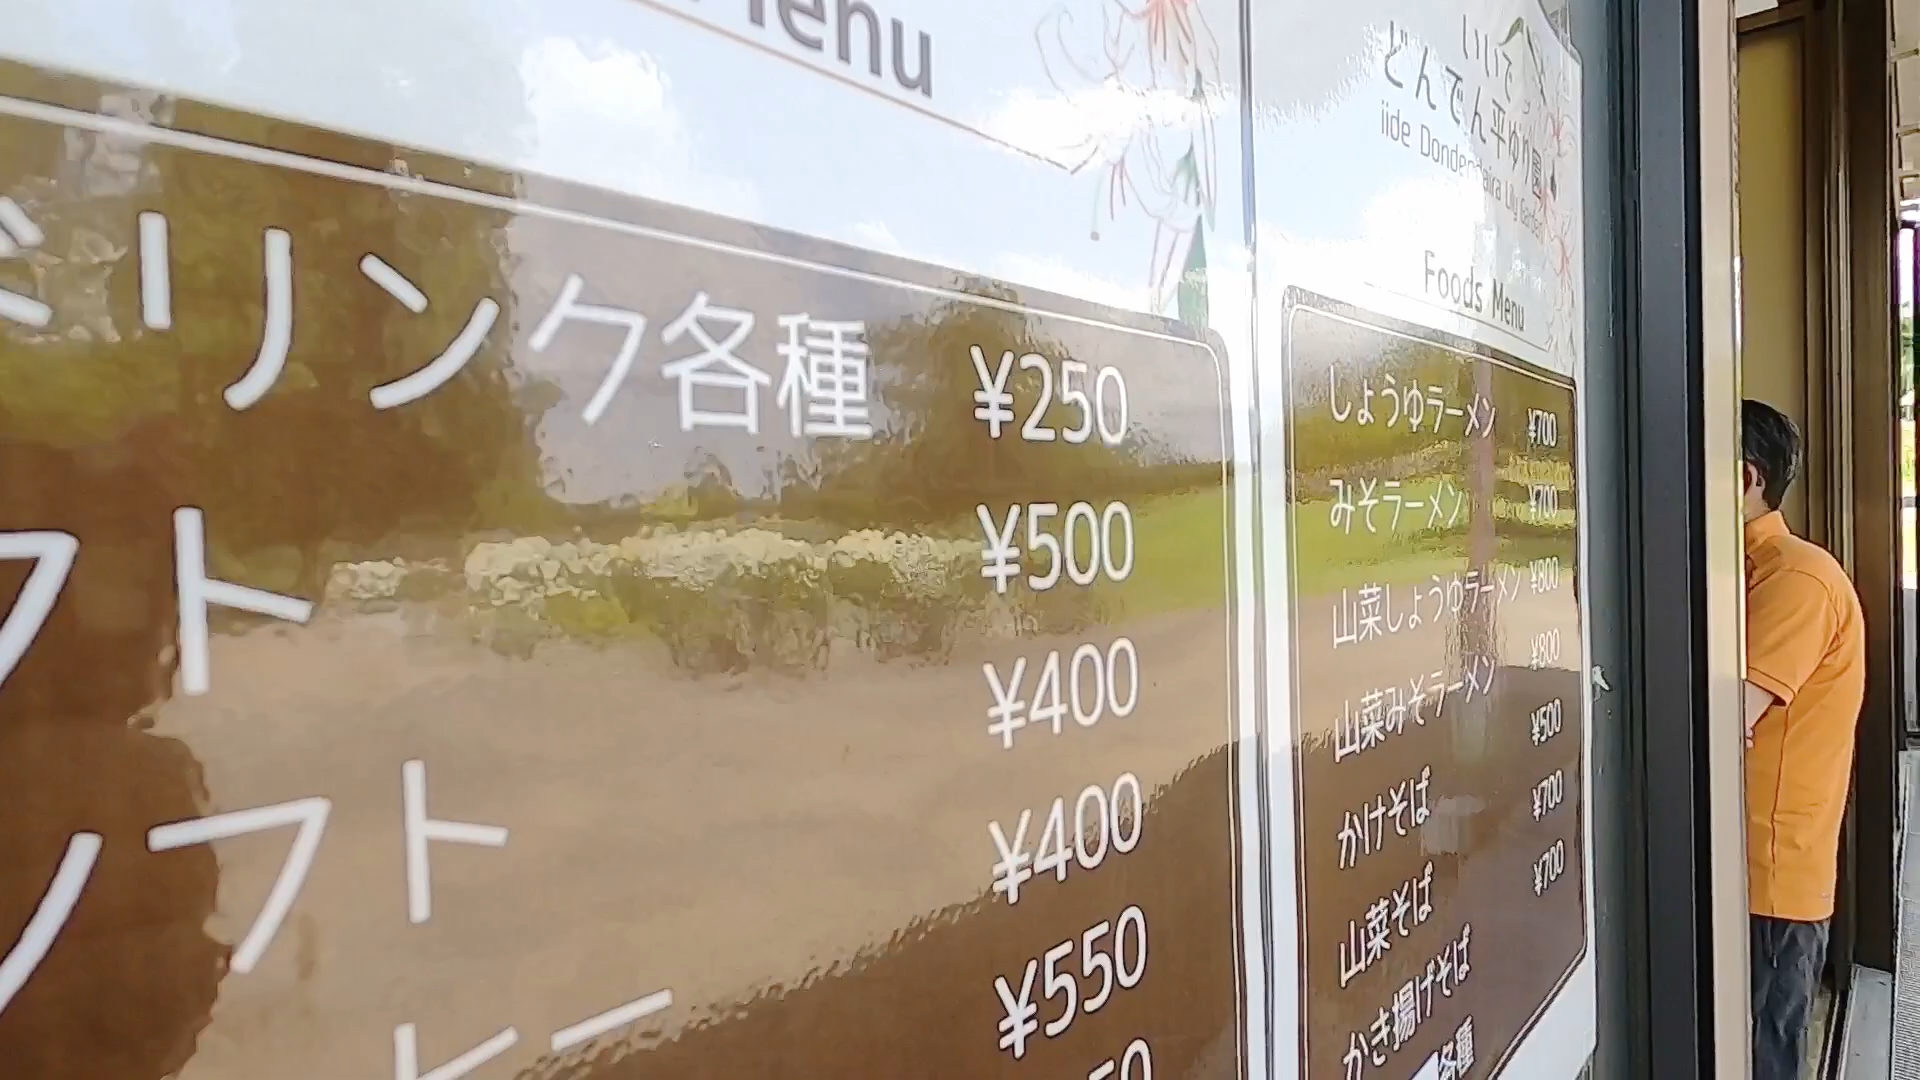 Menu
ドリンク各種 ¥250
フト ¥500
¥400
ソフト ¥400
¥550
50
いいで
どんでん平ゆり園
iide Dondendaira Lily Garden
Foods Menu
しょうゆラーメン ¥700
みそラーメン ¥700
山菜しょうゆラーメン ¥800
山菜みそラーメン ¥800
かけそば ¥500
山菜そば ¥700
かき揚げそば ¥700
各種